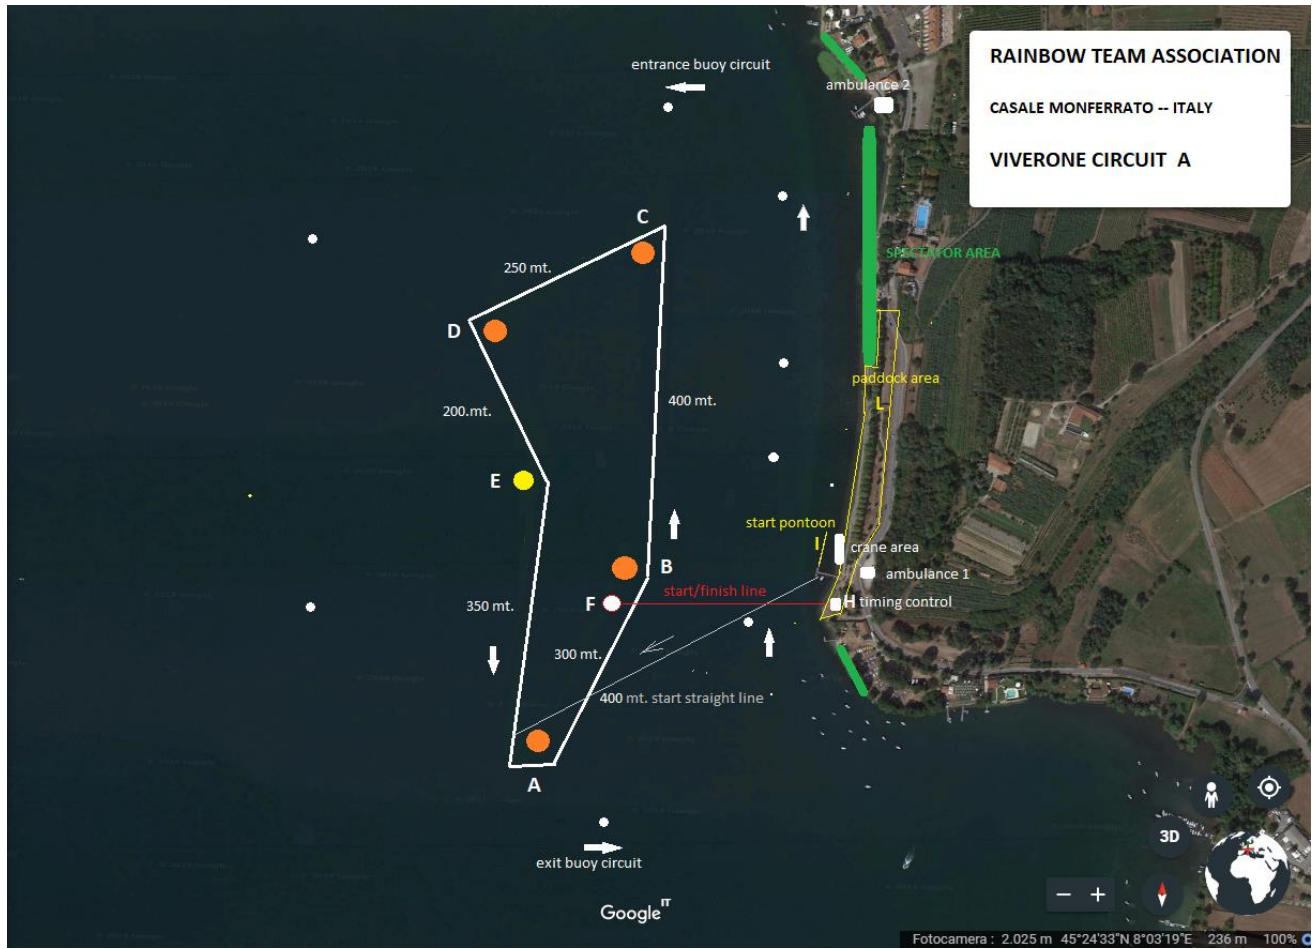 RAINBOW TEAM ASSOCIATION
CASALE MONFERRATO -- ITALY
VIVERONE CIRCUIT A
entrance buoy circuit
ambulance 2
C
SPECTATOR AREA
250 mt.
D
paddock area
L
400 mt.
200.mt.
E
start pontoon
I
crane area
B
ambulance 1
start/finish line
F
H timing control
350 mt.
300 mt.
400 mt. start straight line
A
exit buoy circuit
3D
Google IT
Fotocamera : 2.025 m 45°24'33"N 8°03'19"E 236 m 100%